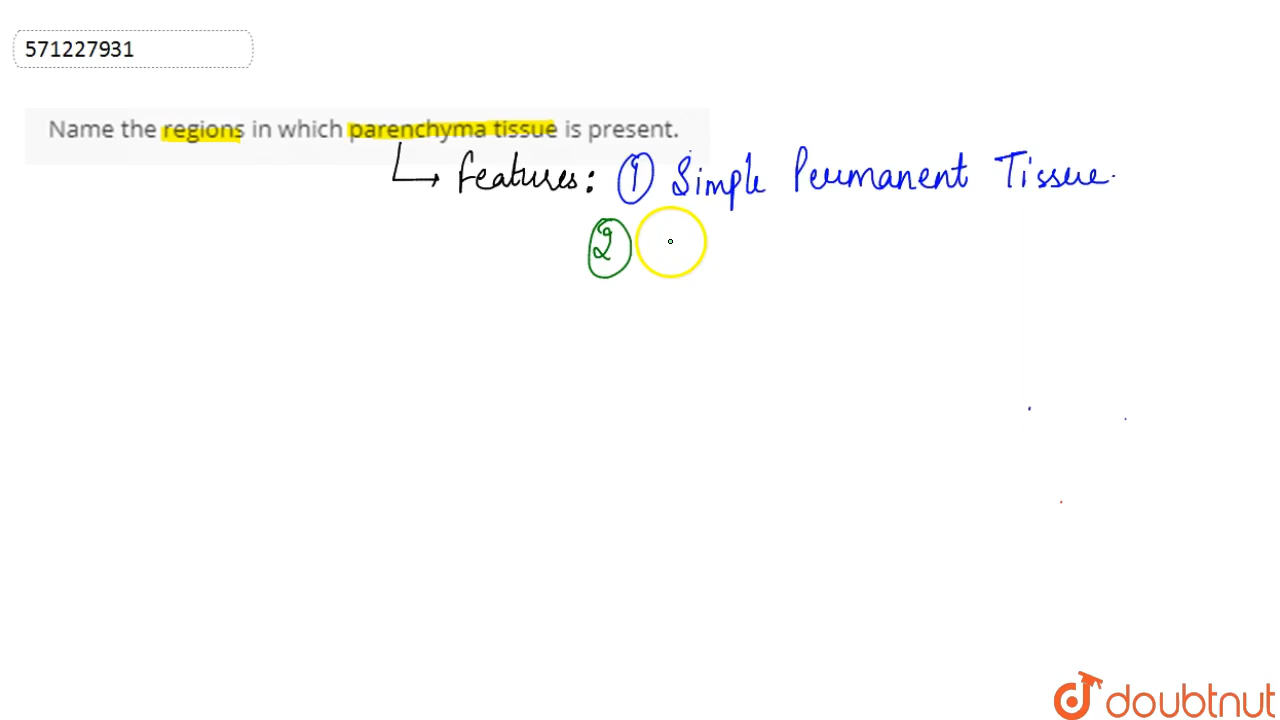 571227931
Name the regions in which parenchyma tissue is present.
features: ① Simple Permanent Tissue.
②
doubtnut